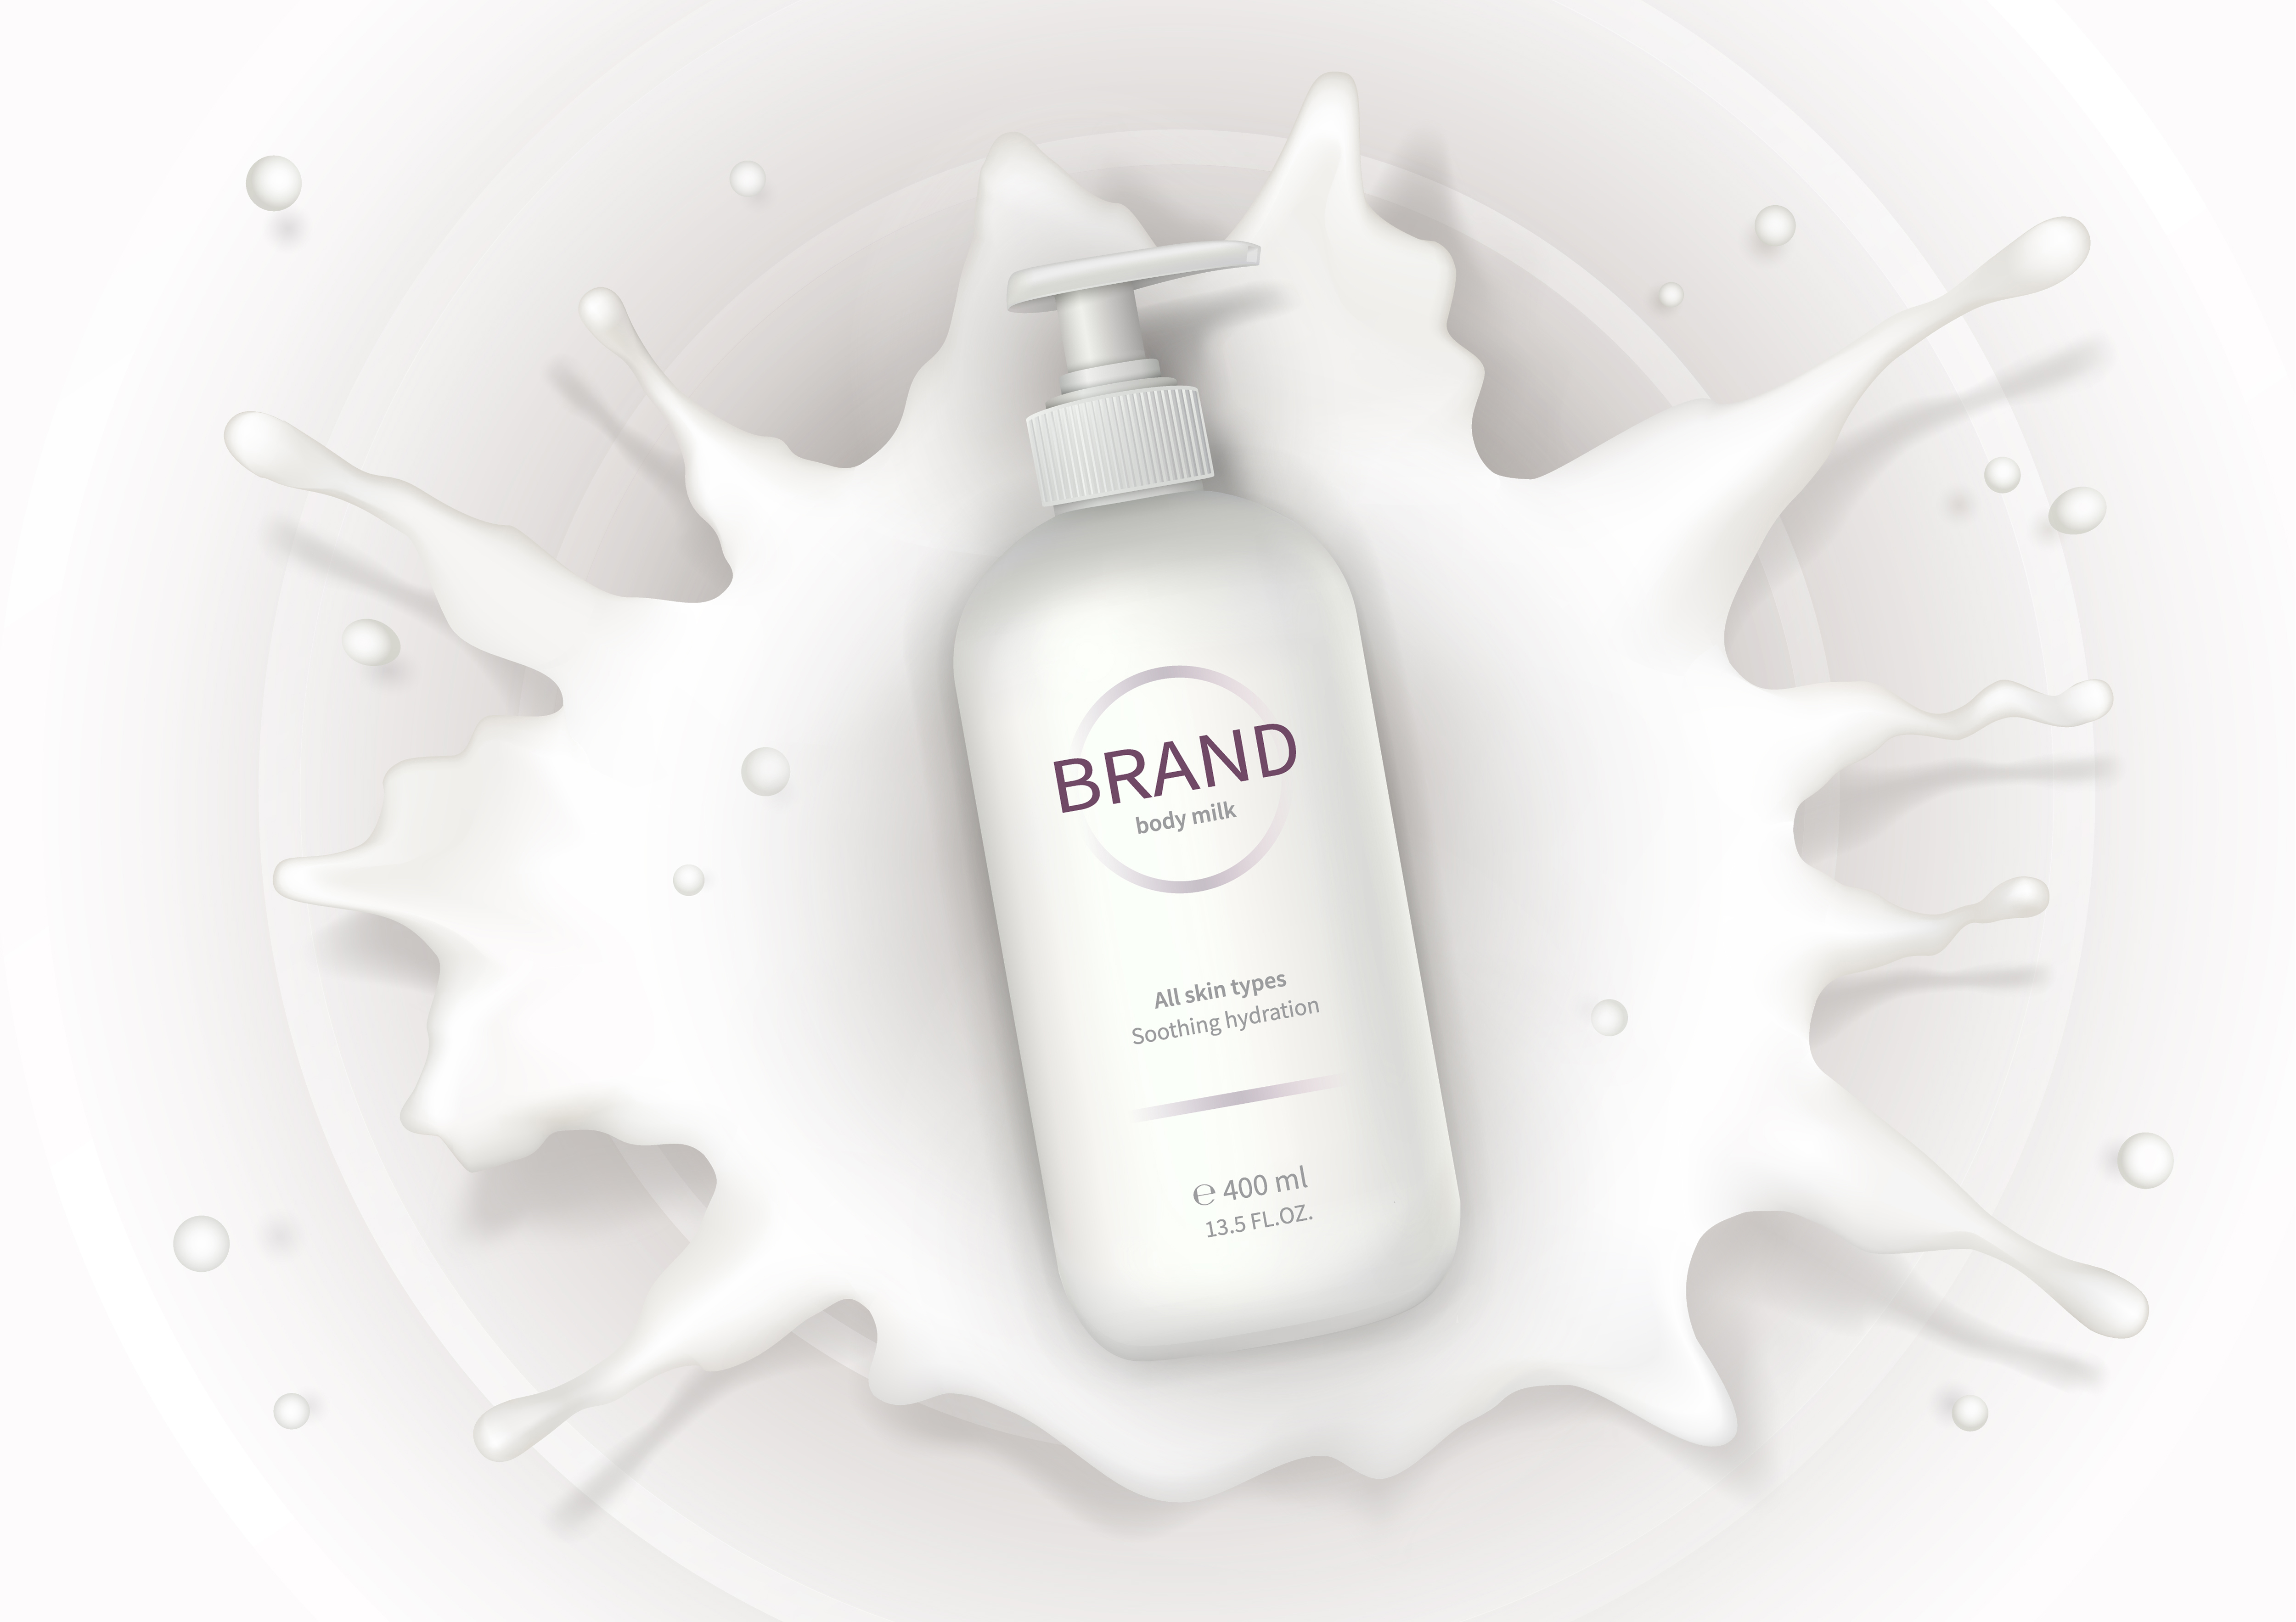 BRAND
body milk
All skin types
Soothing hydration
℮ 400 ml
13.5 FL.OZ.